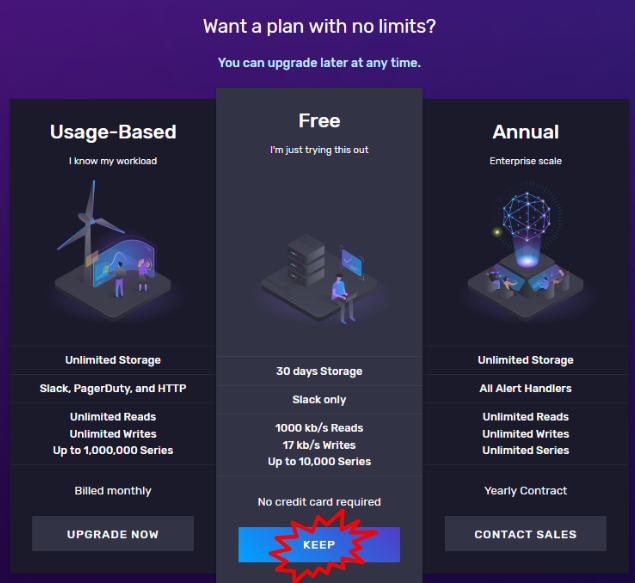 Want a plan with no limits?
You can upgrade later at any time.
Usage-Based
I know my workload
Unlimited Storage
Slack, PagerDuty, and HTTP
Unlimited Reads
Unlimited Writes
Up to 1,000,000 Series
Billed monthly
UPGRADE NOW
Free
I'm just trying this out
30 days Storage
Slack only
1000 kb/s Reads
17 kb/s Writes
Up to 10,000 Series
No credit card required
KEEP
Annual
Enterprise scale
Unlimited Storage
All Alert Handlers
Unlimited Reads
Unlimited Writes
Unlimited Series
Yearly Contract
CONTACT SALES